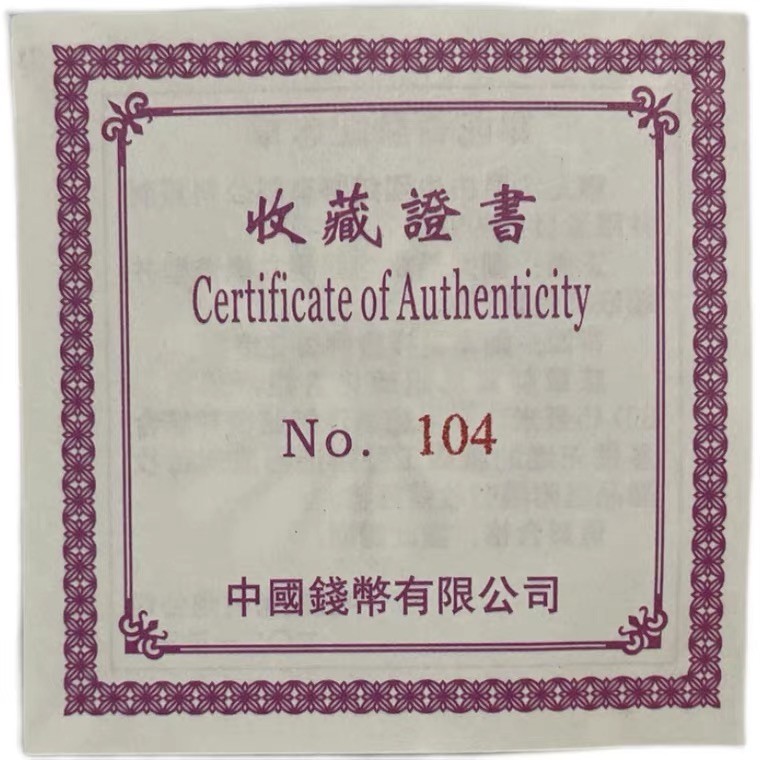 收藏證書
Certificate of Authenticity
No. 104
中國錢幣有限公司